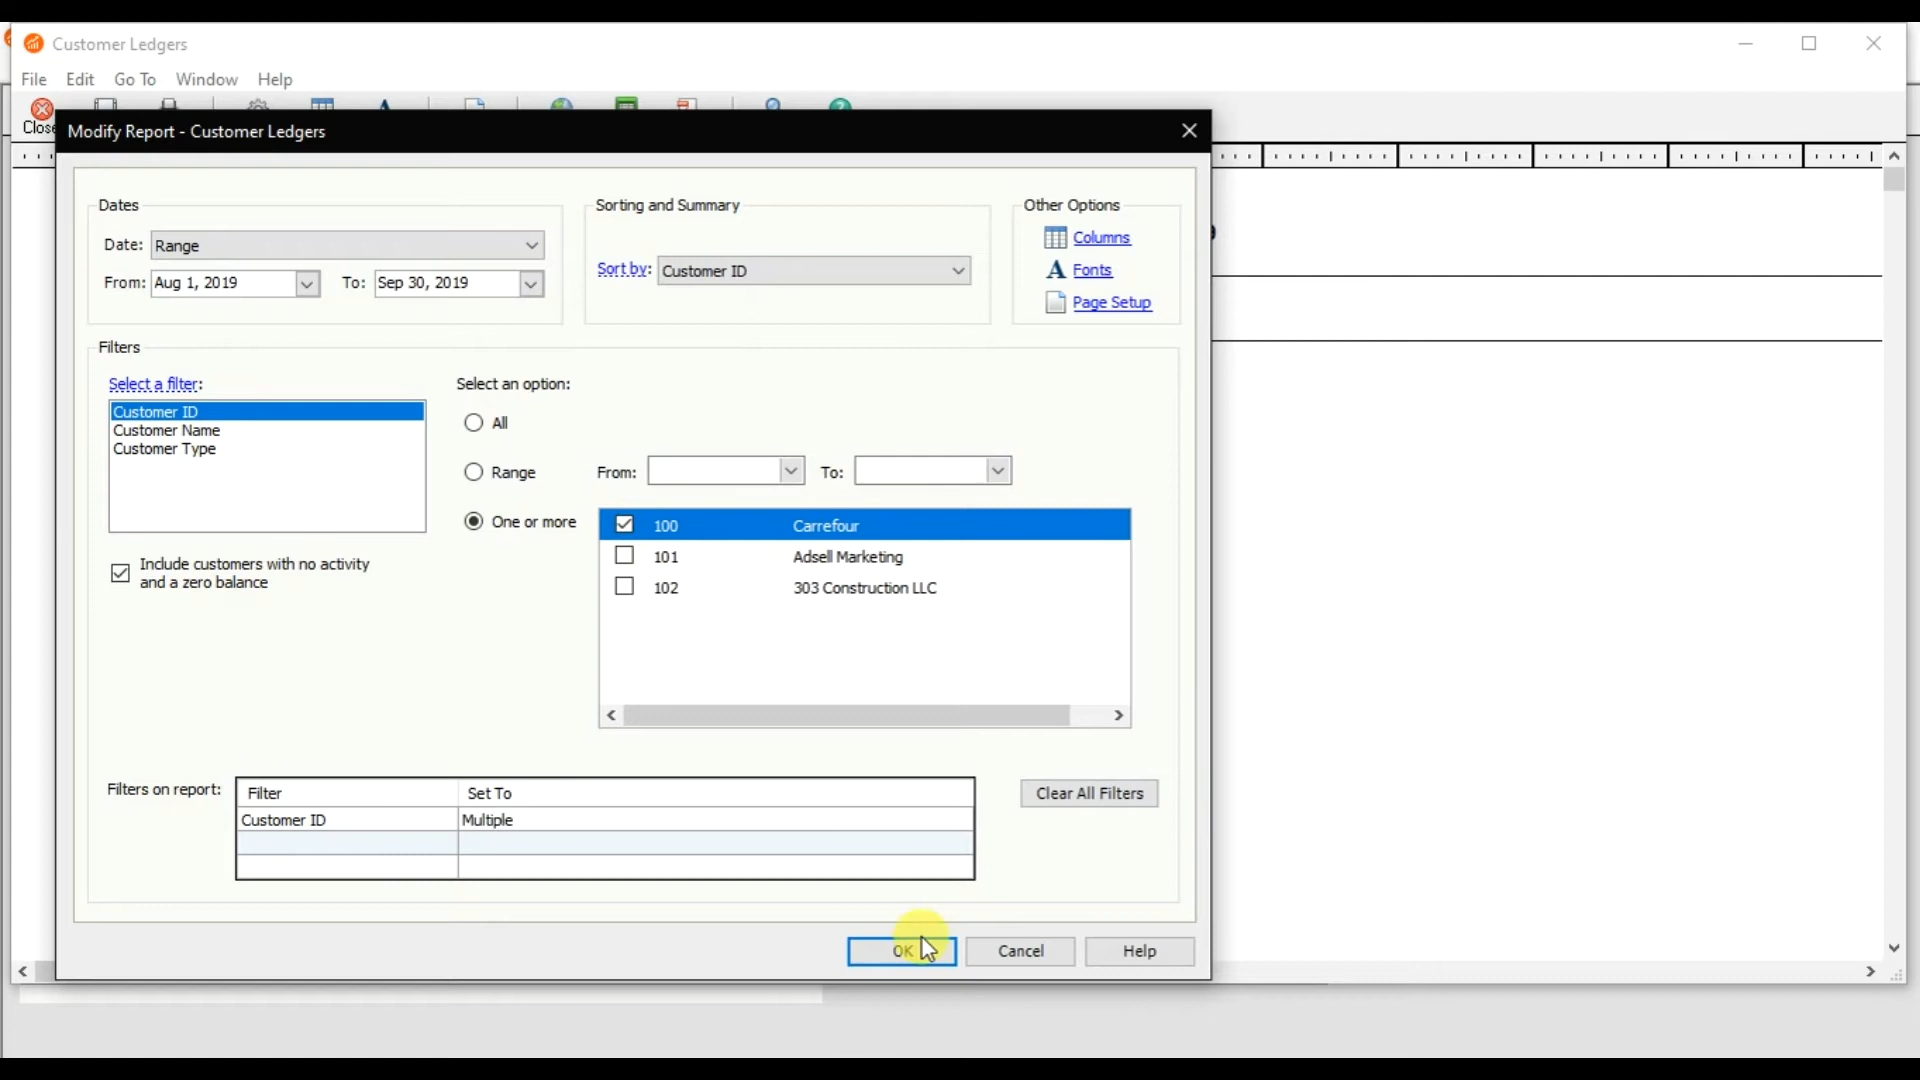 Customer Ledgers
File Edit Go To Window Help
Close
Modify Report - Customer Ledgers
Dates
Date: Range
From: Aug 1, 2019 To: Sep 30, 2019
Sorting and Summary
Sort by: Customer ID
Other Options
Columns
A Fonts
Page Setup
Filters
Select a filter:
Customer ID
Customer Name
Customer Type
Include customers with no activity
and a zero balance
Select an option:
All
Range From: To:
One or more
100 Carrefour
101 Adsell Marketing
102 303 Construction LLC
Filters on report:
Filter Set To
Customer ID Multiple
Clear All Filters
OK Cancel Help